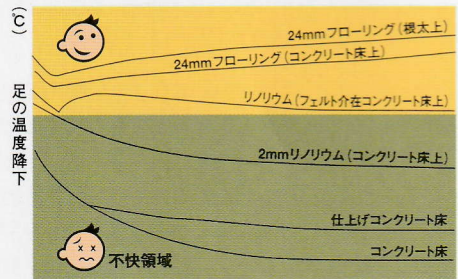 (℃)
足の温度降下
24mmフローリング(根太上)
24mmフローリング(コンクリート床上)
リノリウム(フェルト介在コンクリート床上)
2mmリノリウム(コンクリート床上)
仕上げコンクリート床
コンクリート床
不快領域